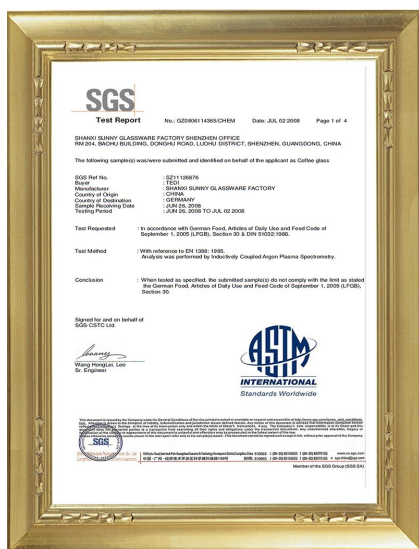 SGS
Test Report No.: GZ0806114365/CHEM Date: JUL 02 2008 Page 1 of 4
SHANXI SUNNY GLASSWARE FACTORY SHENZHEN OFFICE
RM 204, BAOHU BUILDING, DONGHU ROAD, LUOHU DISTRICT, SHENZHEN, GUANGDONG, CHINA
The following sample(s) was/were submitted and identified on behalf of the applicant as Coffee glass
SGS Ref No. : SZ11126876
Buyer : TEDI
Manufacturer : SHANXI SUNNY GLASSWARE FACTORY
Country of Origin : CHINA
Country of Destination : GERMANY
Sample Receiving Date : JUN 26, 2008
Testing Period : JUN 26, 2008 TO JUL 02 2008
Test Requested : In accordance with German Food, Articles of Daily Use and Feed Code of
September 1, 2005 (LFGB), Section 30 & DIN 51032:1986.
Test Method : With reference to EN 1388: 1995.
Analysis was performed by Inductively Coupled Argon Plasma Spectrometry.
Conclusion : When tested as specified, the submitted sample(s) do not comply with the limit as stated
the German Food, Articles of Daily Use and Feed Code of September 1, 2005 (LFGB),
Section 30.
Signed for and on behalf of
SGS-CSTC Ltd.
Wang HongLei, Leo
Sr. Engineer
ASTM
INTERNATIONAL
Standards Worldwide
SGS
Member of the SGS Group (SGS SA)